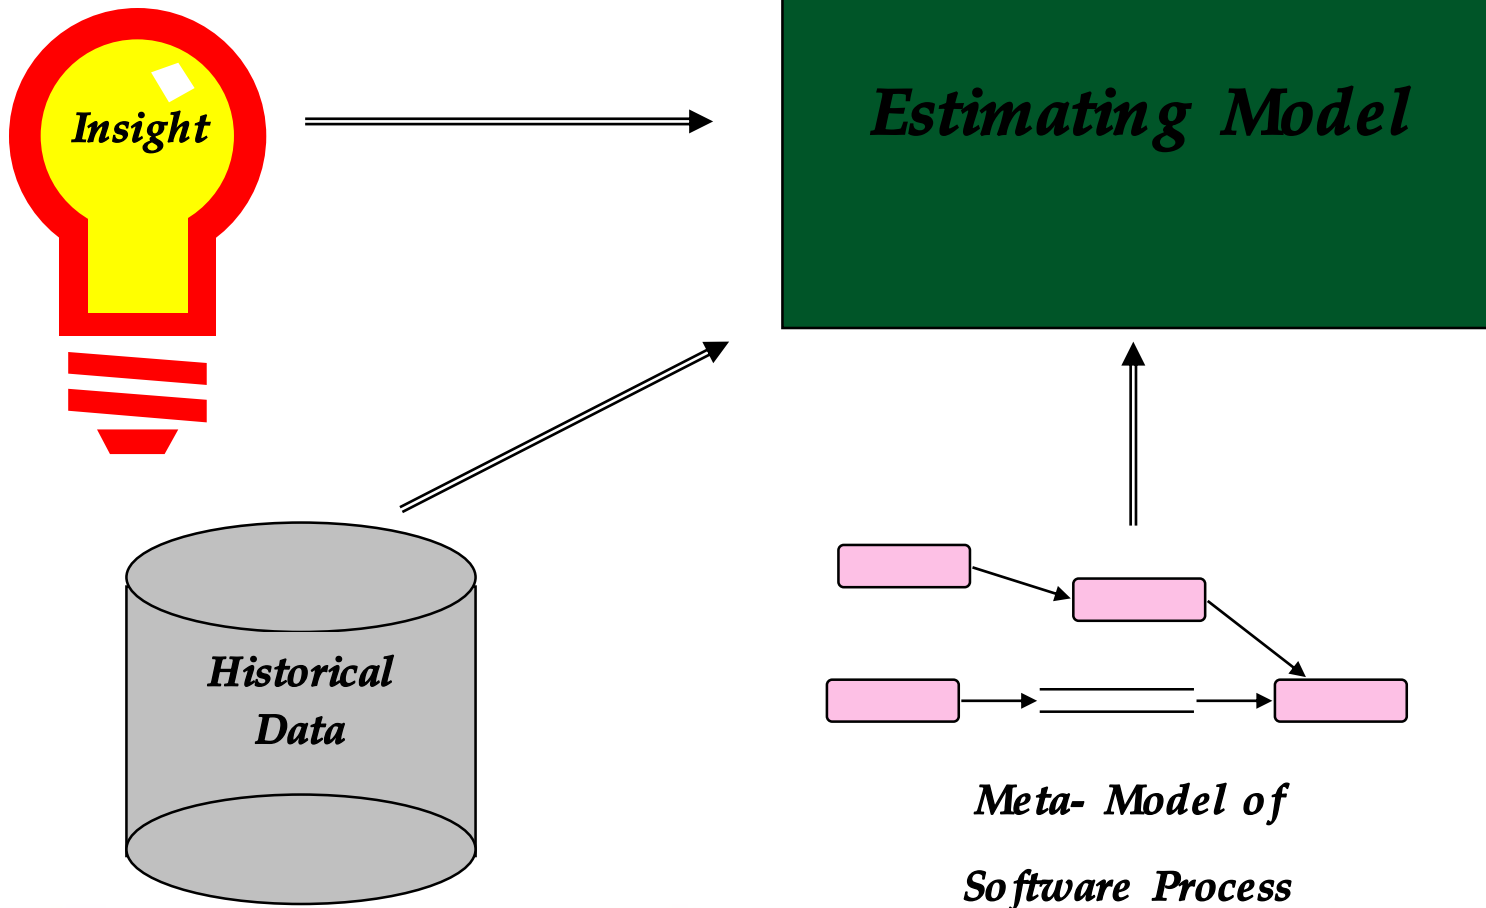 Insight
Estimating Model
Historical
Data
Meta- Model of
Software Process